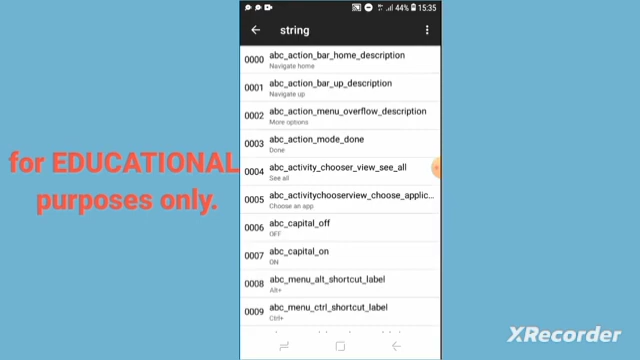 44% 15:35
string
0000 abc_action_bar_home_description
Navigate home
0001 abc_action_bar_up_description
Navigate up
0002 abc_action_menu_overflow_description
More options
0003 abc_action_mode_done
Done
for EDUCATIONAL
purposes only.
0004 abc_activity_chooser_view_see_all
See all
0005 abc_activitychooserview_choose_applic...
Choose an app
0006 abc_capital_off
OFF
0007 abc_capital_on
ON
0008 abc_menu_alt_shortcut_label
Alt+
0009 abc_menu_ctrl_shortcut_label
Ctrl+
XRecorder